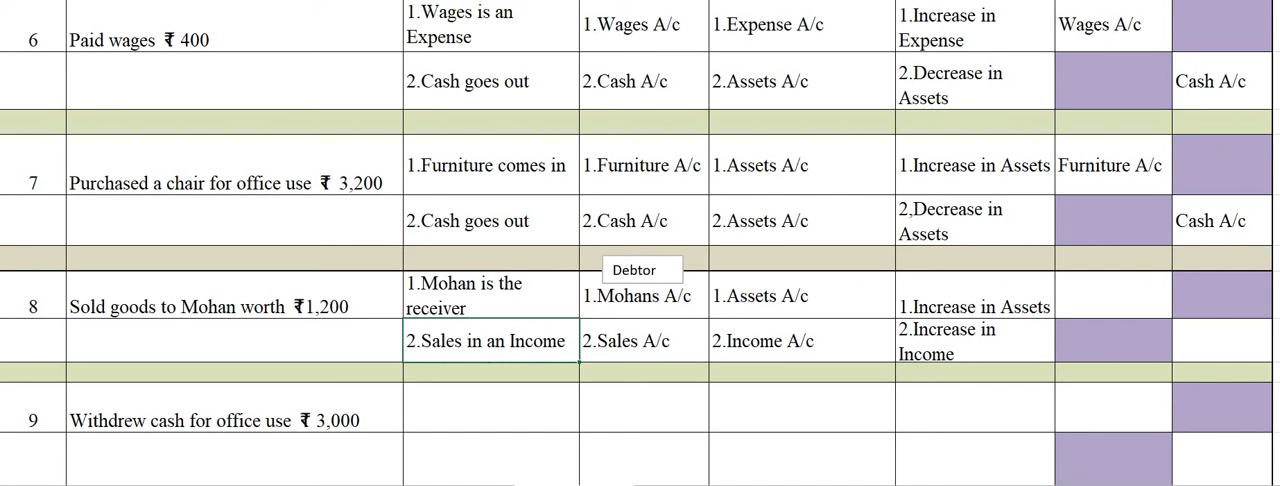 1.Wages is an
Expense
1.Wages A/c
1.Expense A/c
1.Increase in
Expense
Wages A/c
6
Paid wages ₹ 400
2.Cash goes out
2.Cash A/c
2.Assets A/c
2.Decrease in
Assets
Cash A/c
7
Purchased a chair for office use ₹ 3,200
1.Furniture comes in
1.Furniture A/c
1.Assets A/c
1.Increase in Assets
Furniture A/c
2.Cash goes out
2.Cash A/c
2.Assets A/c
2,Decrease in
Assets
Cash A/c
Debtor
8
Sold goods to Mohan worth ₹1,200
1.Mohan is the
receiver
1.Mohans A/c
1.Assets A/c
1.Increase in Assets
2.Sales in an Income
2.Sales A/c
2.Income A/c
2.Increase in
Income
9
Withdrew cash for office use ₹ 3,000